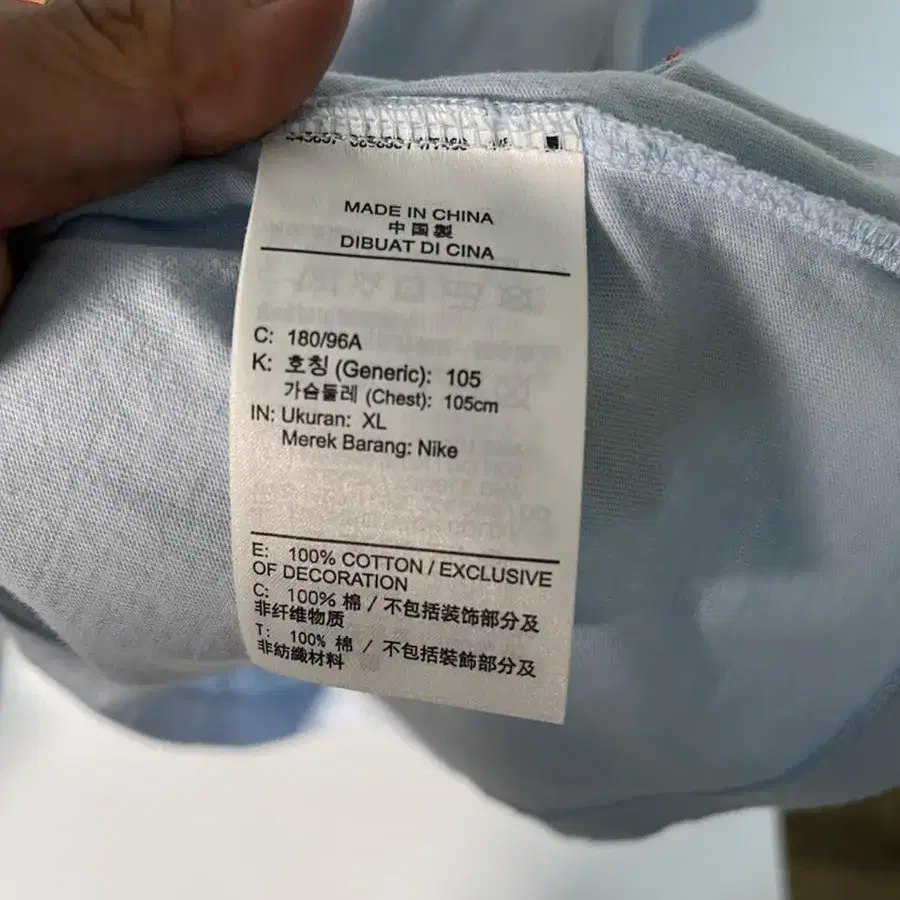 MADE IN CHINA
中国製
DIBUAT DI CINA
C: 180/96A
K: 호칭 (Generic): 105
가슴둘레 (Chest): 105cm
IN: Ukuran: XL
Merek Barang: Nike
E: 100% COTTON / EXCLUSIVE
OF DECORATION
C: 100% 棉 / 不包括装饰部分及
非纤维物质
T: 100% 棉 / 不包括裝飾部分及
非紡織材料